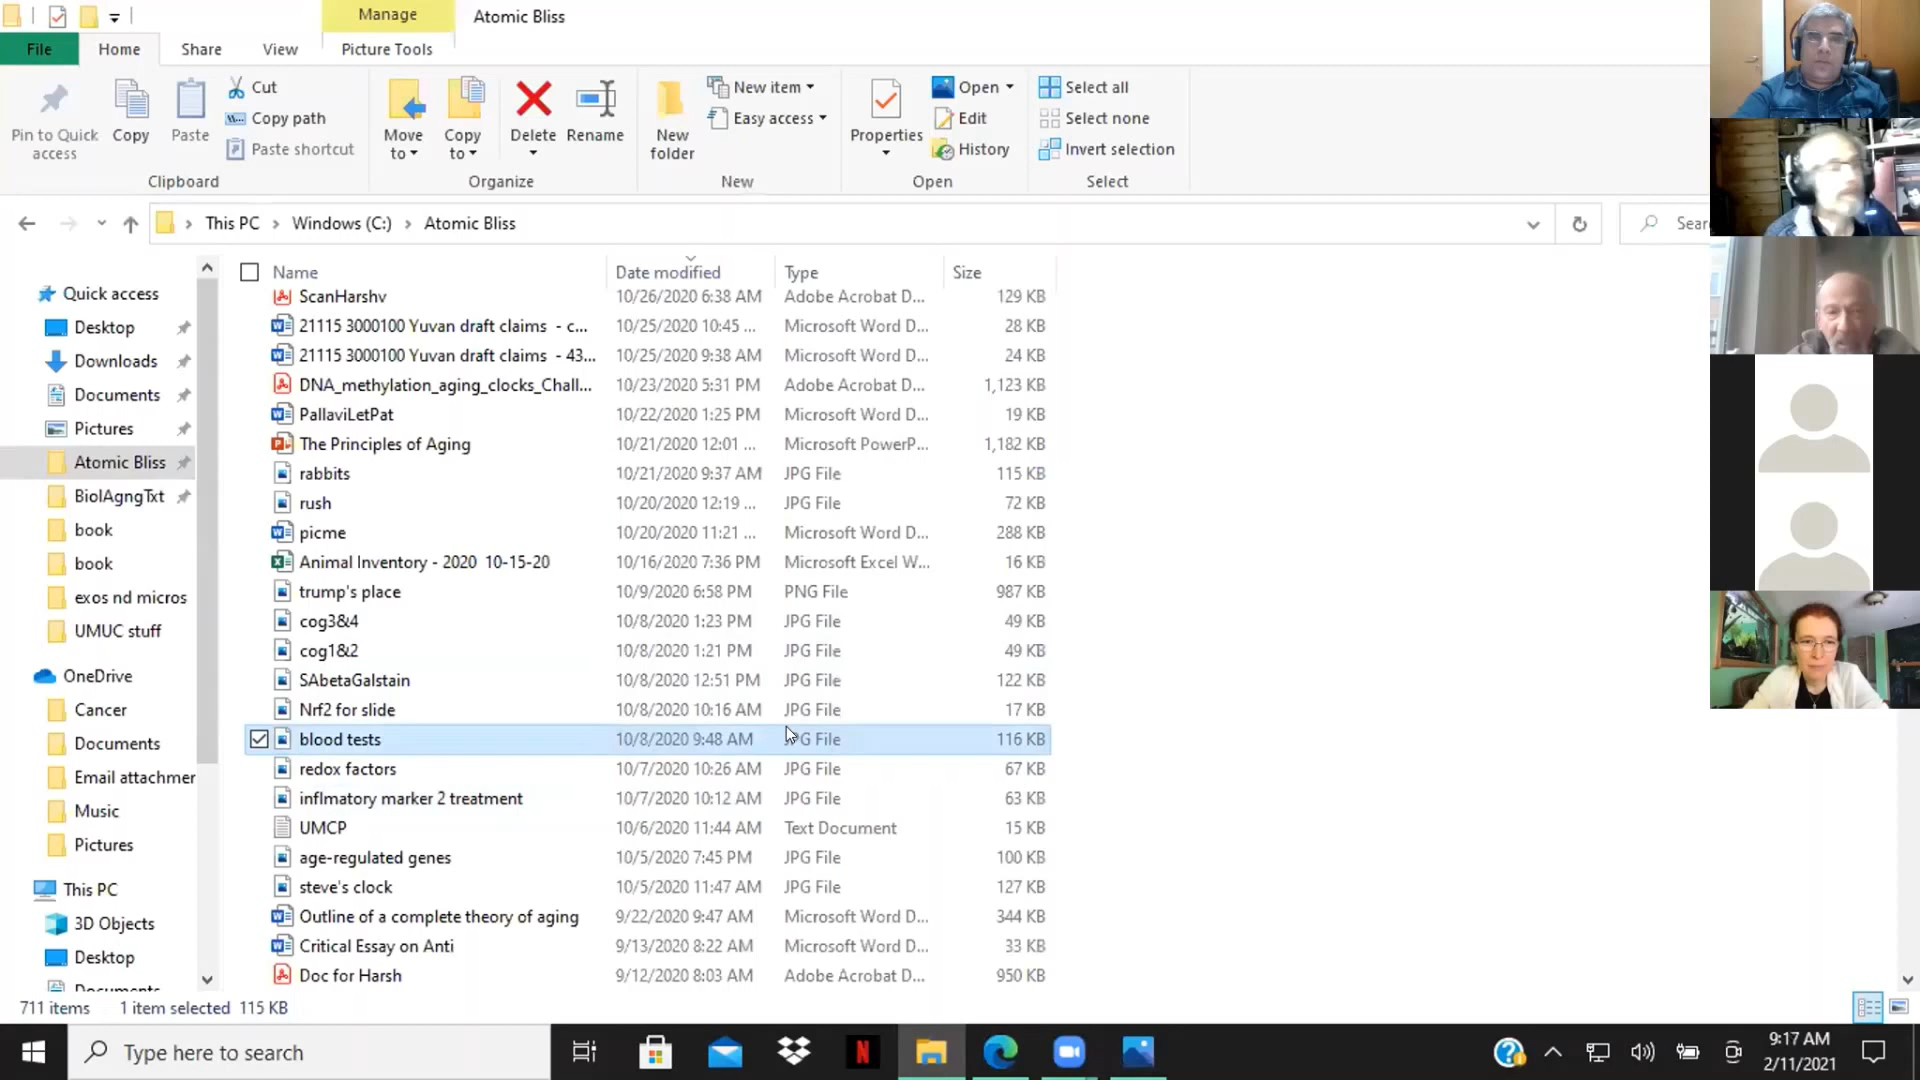 Manage
Atomic Bliss
File
Home
Share
View
Picture Tools
Pin to Quick access
Copy
Paste
Cut
Copy path
Paste shortcut
Clipboard
Move to
Copy to
Delete
Rename
Organize
New folder
New item
Easy access
New
Properties
Open
Edit
History
Open
Select all
Select none
Invert selection
Select
This PC
Windows (C:)
Atomic Bliss
Sear
Quick access
Desktop
Downloads
Documents
Pictures
Atomic Bliss
BiolAgngTxt
book
book
exos nd micros
UMUC stuff
OneDrive
Cancer
Documents
Email attachmer
Music
Pictures
This PC
3D Objects
Desktop
Documents
Name Date modified Type Size
ScanHarshv 10/26/2020 6:38 AM Adobe Acrobat D... 129 KB
21115 3000100 Yuvan draft claims - c... 10/25/2020 10:45 ... Microsoft Word D... 28 KB
21115 3000100 Yuvan draft claims - 43... 10/25/2020 9:38 AM Microsoft Word D... 24 KB
DNA_methylation_aging_clocks_Chall... 10/23/2020 5:31 PM Adobe Acrobat D... 1,123 KB
PallaviLetPat 10/22/2020 1:25 PM Microsoft Word D... 19 KB
The Principles of Aging 10/21/2020 12:01 ... Microsoft PowerP... 1,182 KB
rabbits 10/21/2020 9:37 AM JPG File 115 KB
rush 10/20/2020 12:19 ... JPG File 72 KB
picme 10/20/2020 11:21 ... Microsoft Word D... 288 KB
Animal Inventory - 2020 10-15-20 10/16/2020 7:36 PM Microsoft Excel W... 16 KB
trump's place 10/9/2020 6:58 PM PNG File 987 KB
cog3&4 10/8/2020 1:23 PM JPG File 49 KB
cog1&2 10/8/2020 1:21 PM JPG File 49 KB
SAbetaGalstain 10/8/2020 12:51 PM JPG File 122 KB
Nrf2 for slide 10/8/2020 10:16 AM JPG File 17 KB
blood tests 10/8/2020 9:48 AM JPG File 116 KB
redox factors 10/7/2020 10:26 AM JPG File 67 KB
inflmatory marker 2 treatment 10/7/2020 10:12 AM JPG File 63 KB
UMCP 10/6/2020 11:44 AM Text Document 15 KB
age-regulated genes 10/5/2020 7:45 PM JPG File 100 KB
steve's clock 10/5/2020 11:47 AM JPG File 127 KB
Outline of a complete theory of aging 9/22/2020 9:47 AM Microsoft Word D... 344 KB
Critical Essay on Anti 9/13/2020 8:22 AM Microsoft Word D... 33 KB
Doc for Harsh 9/12/2020 8:03 AM Adobe Acrobat D... 950 KB
711 items 1 item selected 115 KB
Type here to search
9:17 AM
2/11/2021